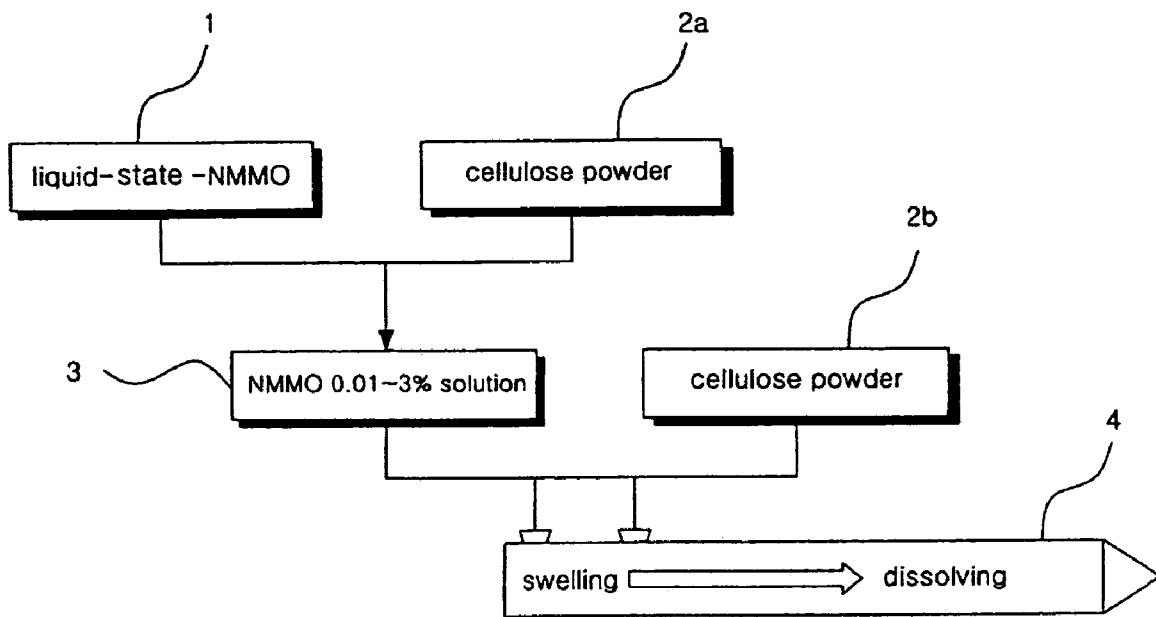 1
2a
liquid-state-NMMO
cellulose powder
2b
3
NMMO 0.01~3% solution
cellulose powder
4
swelling
dissolving